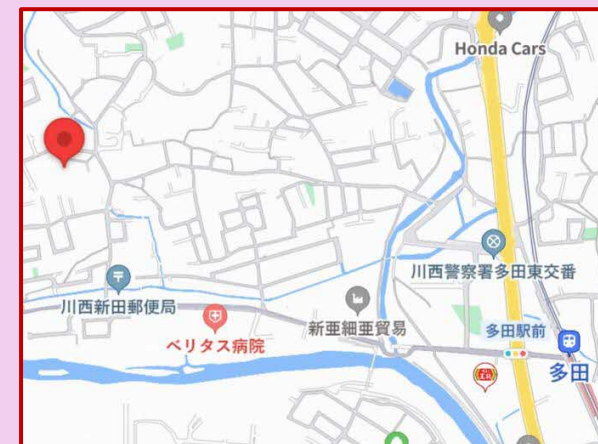 Honda Cars
川西警察署多田東交番
川西新田郵便局
新亜細亜貿易
ベリタス病院
多田駅前
多田